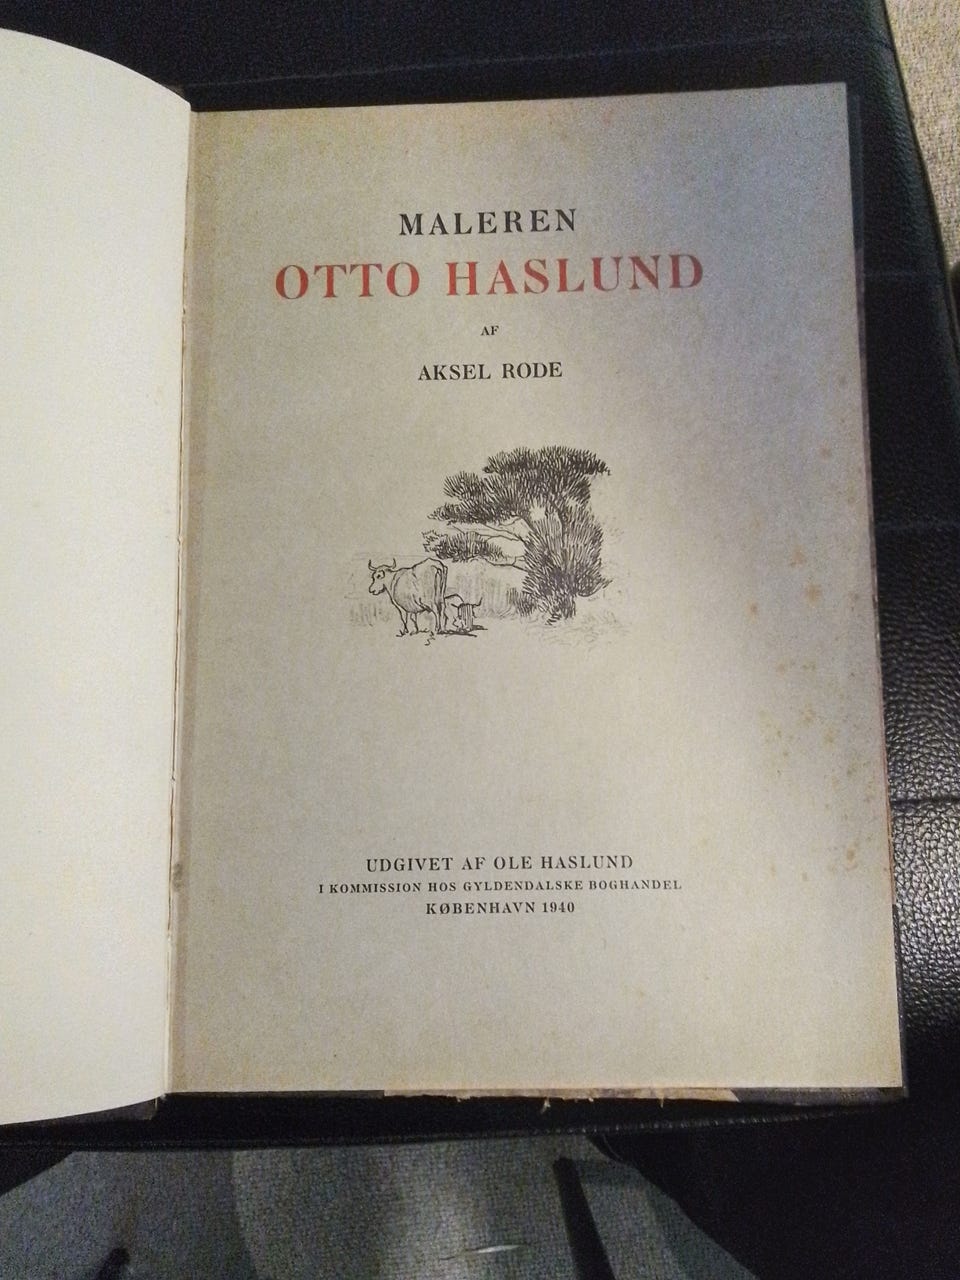 MALEREN
OTTO HASLUND
AF
AKSEL RODE
UDGIVET AF OLE HASLUND
I KOMMISSION HOS GYLDENDALSKE BOGHANDEL
KØBENHAVN 1940